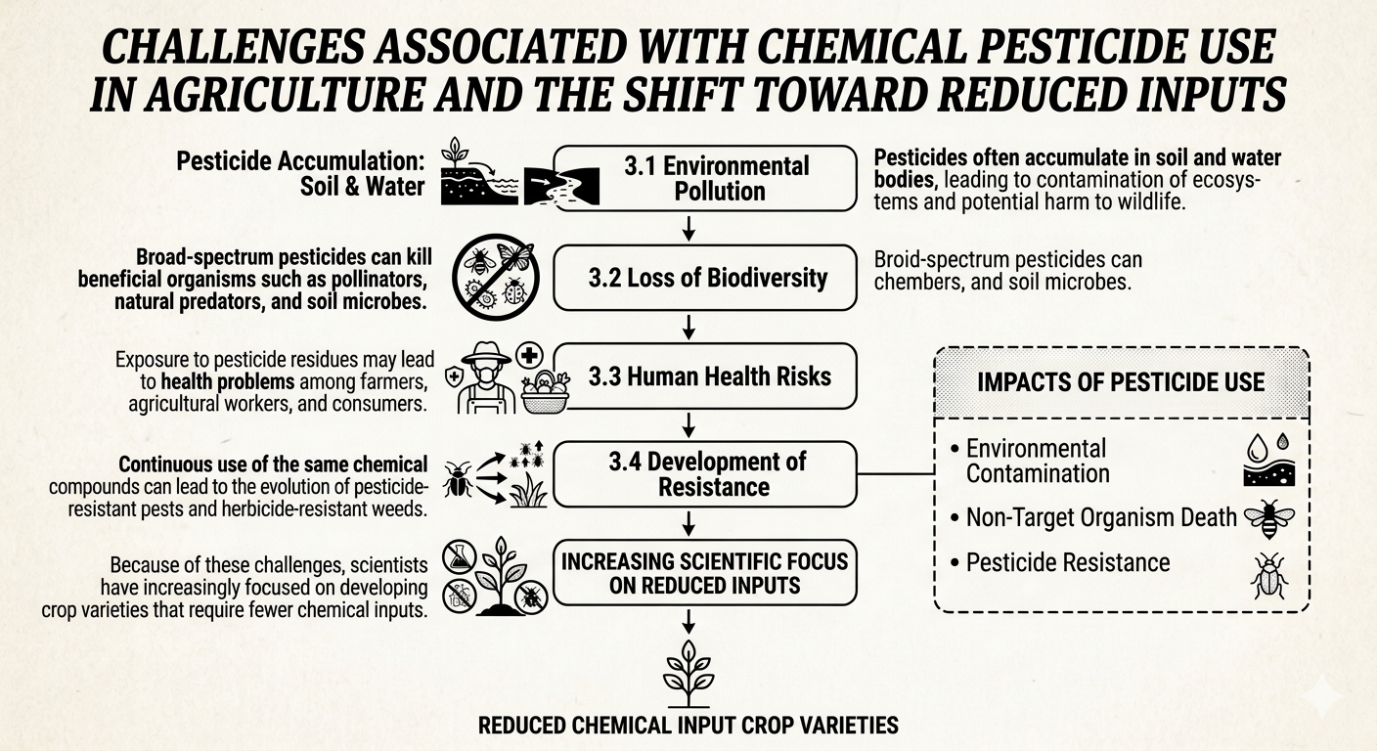 CHALLENGES ASSOCIATED WITH CHEMICAL PESTICIDE USE
IN AGRICULTURE AND THE SHIFT TOWARD REDUCED INPUTS
Pesticide Accumulation:
Soil & Water
3.1 Environmental
Pollution
Pesticides often accumulate in soil and water
bodies, leading to contamination of ecosys-
tems and potential harm to wildlife.
Broad-spectrum pesticides can kill
beneficial organisms such as pollinators,
natural predators, and soil microbes.
3.2 Loss of Biodiversity
Broid-spectrum pesticides can
chembers, and soil microbes.
Exposure to pesticide residues may lead
to health problems among farmers,
agricultural workers, and consumers.
3.3 Human Health Risks
Continuous use of the same chemical
compounds can lead to the evolution of pesticide-
resistant pests and herbicide-resistant weeds.
3.4 Development of
Resistance
IMPACTS OF PESTICIDE USE
• Environmental
Contamination
• Non-Target Organism Death
• Pesticide Resistance
Because of these challenges, scientists
have increasingly focused on developing
crop varieties that require fewer chemical inputs.
INCREASING SCIENTIFIC FOCUS
ON REDUCED INPUTS
REDUCED CHEMICAL INPUT CROP VARIETIES